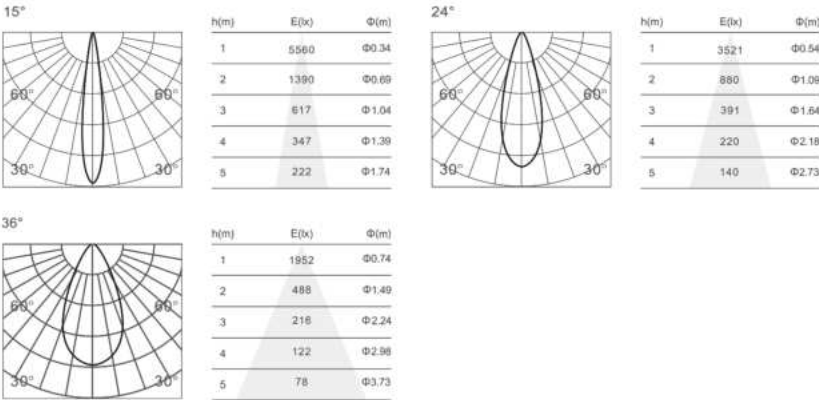 15°
h(m) E(lx) Φ(m)
1 5560 Φ0.34
2 1390 Φ0.69
3 617 Φ1.04
4 347 Φ1.39
5 222 Φ1.74
60° 60°
30° 30°
24°
h(m) E(lx) Φ(m)
1 3521 Φ0.54
2 880 Φ1.09
3 391 Φ1.64
4 220 Φ2.18
5 140 Φ2.73
60° 60°
30° 30°
36°
h(m) E(lx) Φ(m)
1 1952 Φ0.74
2 488 Φ1.49
3 216 Φ2.24
4 122 Φ2.98
5 78 Φ3.73
60° 60°
30° 30°